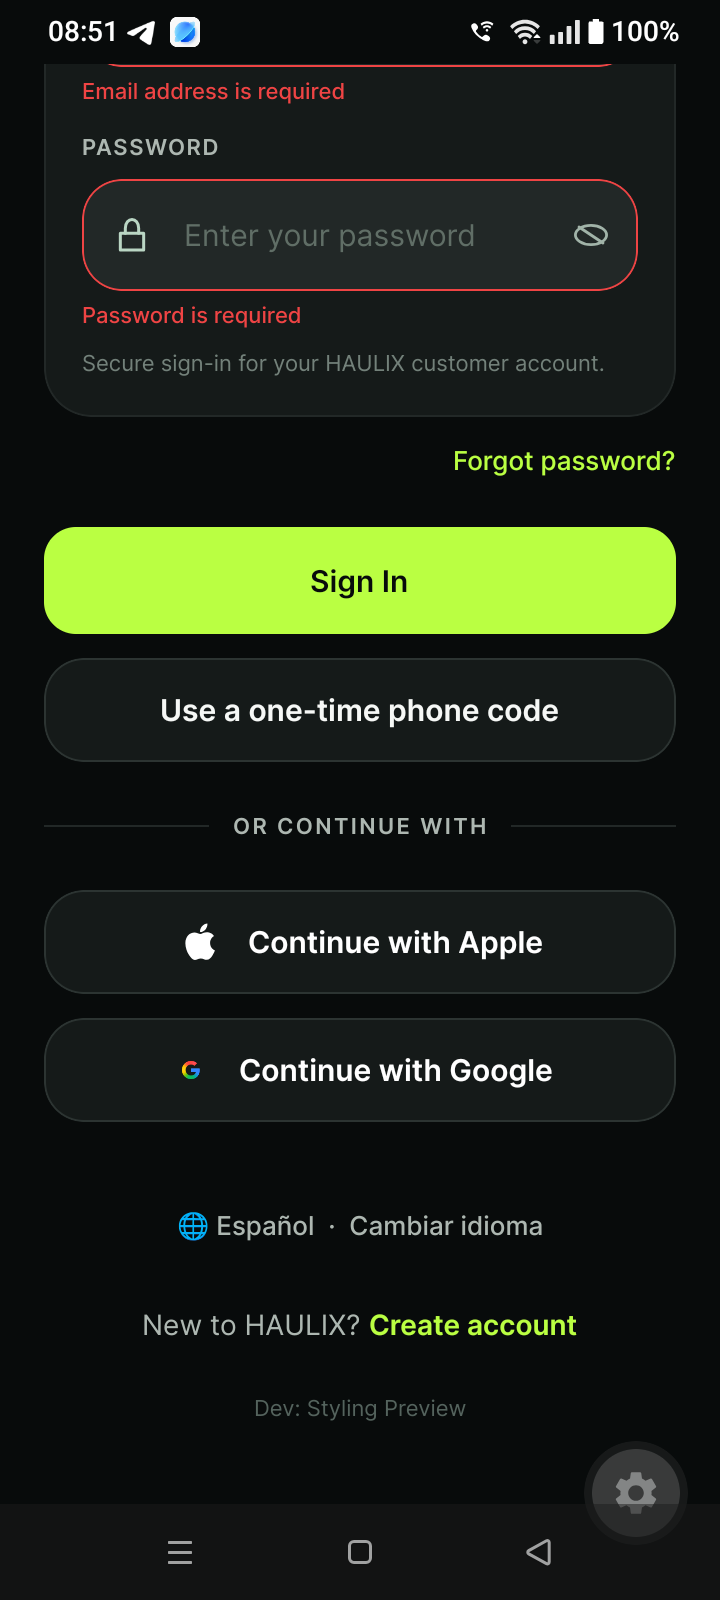 08:51
100%
Email address is required
PASSWORD
Enter your password
Password is required
Secure sign-in for your HAULIX customer account.
Forgot password?
Sign In
Use a one-time phone code
OR CONTINUE WITH
Continue with Apple
Continue with Google
🌐 Español · Cambiar idioma
New to HAULIX? Create account
Dev: Styling Preview